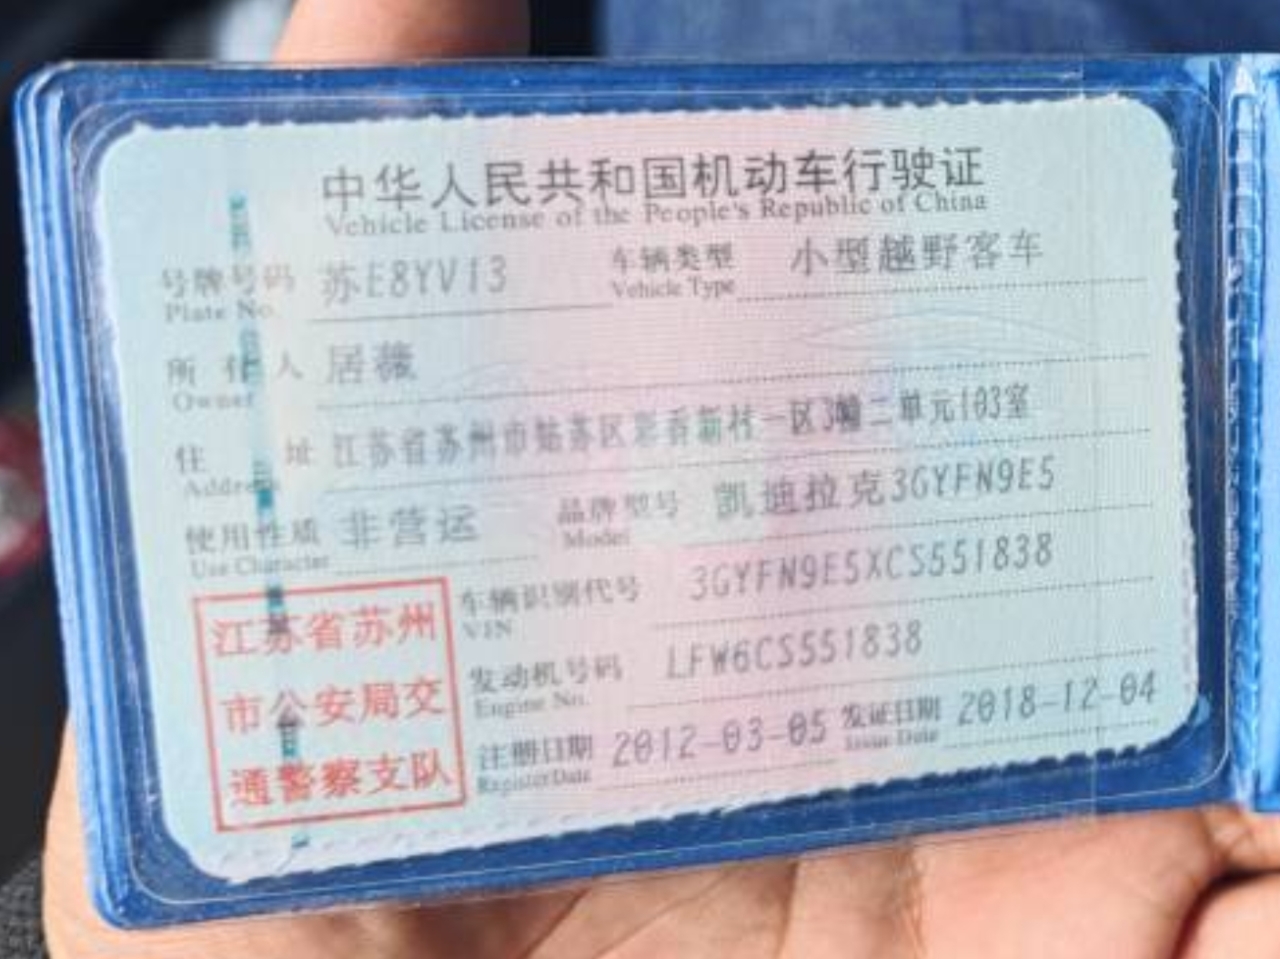 中华人民共和国机动车行驶证
Vehicle License of the People's Republic of China
号牌号码 苏E8YV13 车辆类型 小型越野客车
Plate No. Vehicle Type
所有人 居薇
Owner
住址 江苏省苏州市姑苏区彩香新村一区3幢二单元103室
Address
使用性质 非营运 品牌型号 凯迪拉克3GYFN9E5
Use Character Model
车辆识别代号 3GYFN9E5XCS551838
VIN
发动机号码 LFW6CS551838
Engine No.
注册日期 2012-03-05 发证日期 2018-12-04
Register Date Issue Date
江苏省苏州
市公安局交
通警察支队